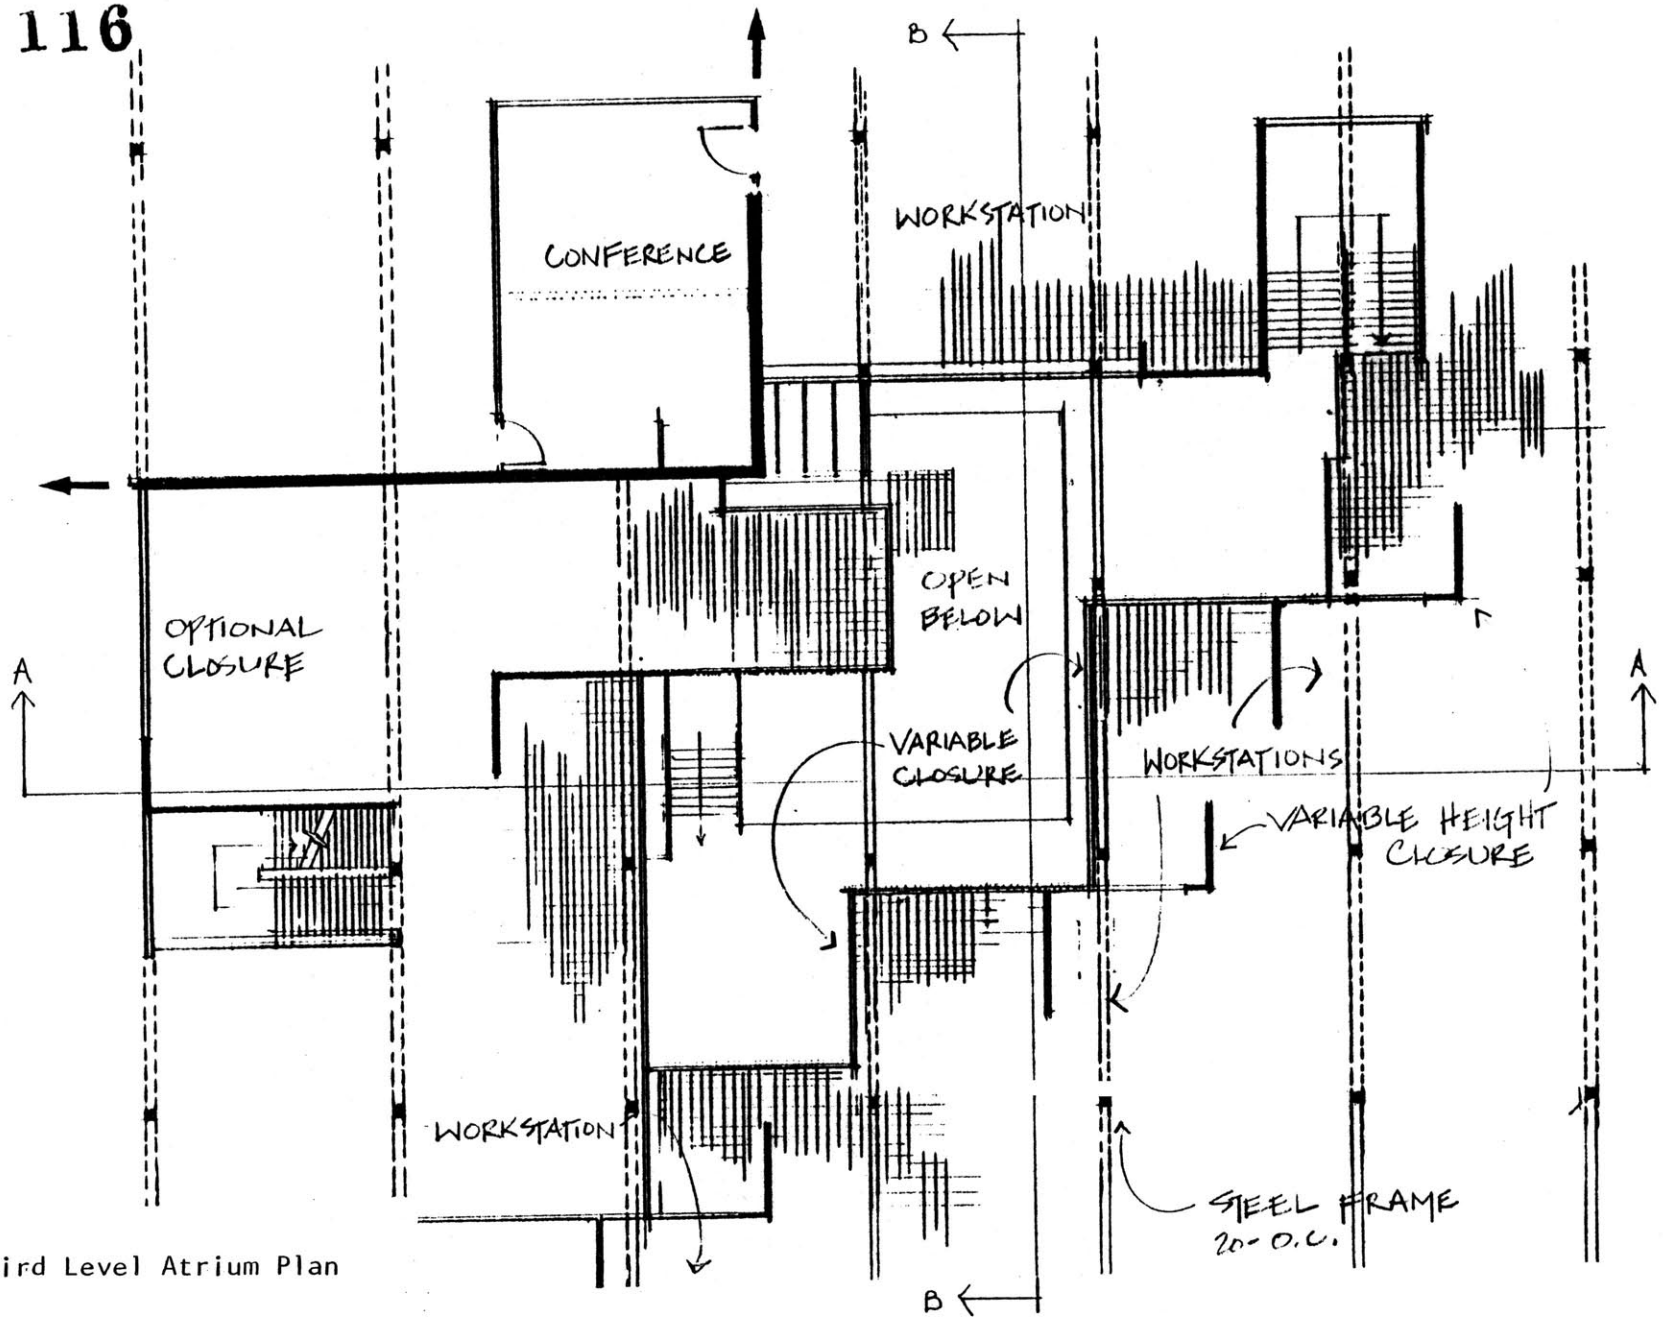 116
B
WORKSTATION
CONFERENCE
OPEN
BELOW
OPTIONAL
CLOSURE
A
A
VARIABLE
CLOSURE
WORKSTATIONS
VARIABLE HEIGHT
CLOSURE
WORKSTATION
STEEL FRAME
20- O.C.
ird Level Atrium Plan
B